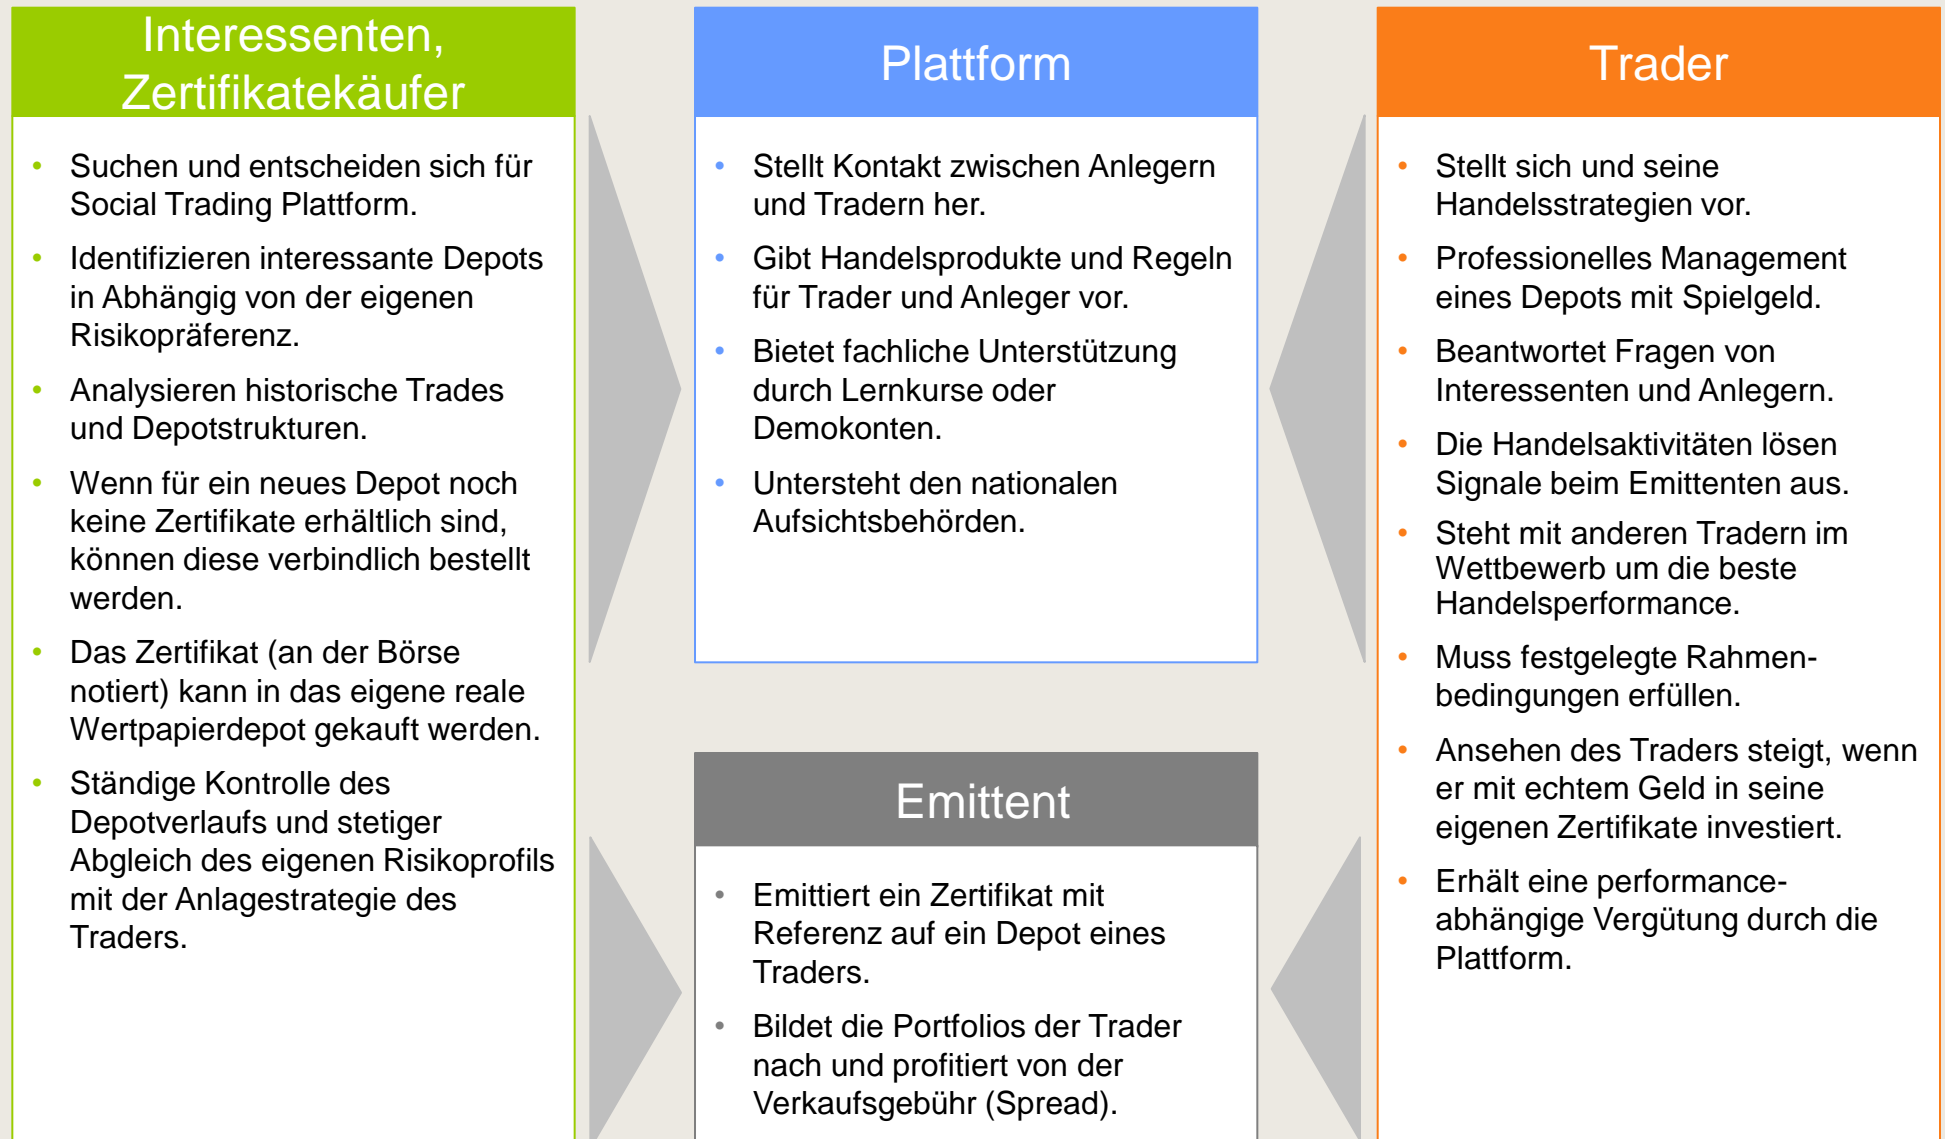 Interessenten,
Zertifikatekäufer
• Suchen und entscheiden sich für
Social Trading Plattform.
• Identifizieren interessante Depots
in Abhängig von der eigenen
Risikopräferenz.
• Analysieren historische Trades
und Depotstrukturen.
• Wenn für ein neues Depot noch
keine Zertifikate erhältlich sind,
können diese verbindlich bestellt
werden.
• Das Zertifikat (an der Börse
notiert) kann in das eigene reale
Wertpapierdepot gekauft werden.
• Ständige Kontrolle des
Depotverlaufs und stetiger
Abgleich des eigenen Risikoprofils
mit der Anlagestrategie des
Traders.
Plattform
• Stellt Kontakt zwischen Anlegern
und Tradern her.
• Gibt Handelsprodukte und Regeln
für Trader und Anleger vor.
• Bietet fachliche Unterstützung
durch Lernkurse oder
Demokonten.
• Untersteht den nationalen
Aufsichtsbehörden.
Emittent
• Emittiert ein Zertifikat mit
Referenz auf ein Depot eines
Traders.
• Bildet die Portfolios der Trader
nach und profitiert von der
Verkaufsgebühr (Spread).
Trader
• Stellt sich und seine
Handelsstrategien vor.
• Professionelles Management
eines Depots mit Spielgeld.
• Beantwortet Fragen von
Interessenten und Anlegern.
• Die Handelsaktivitäten lösen
Signale beim Emittenten aus.
• Steht mit anderen Tradern im
Wettbewerb um die beste
Handelsperformance.
• Muss festgelegte Rahmen-
bedingungen erfüllen.
• Ansehen des Traders steigt, wenn
er mit echtem Geld in seine
eigenen Zertifikate investiert.
• Erhält eine performance-
abhängige Vergütung durch die
Plattform.